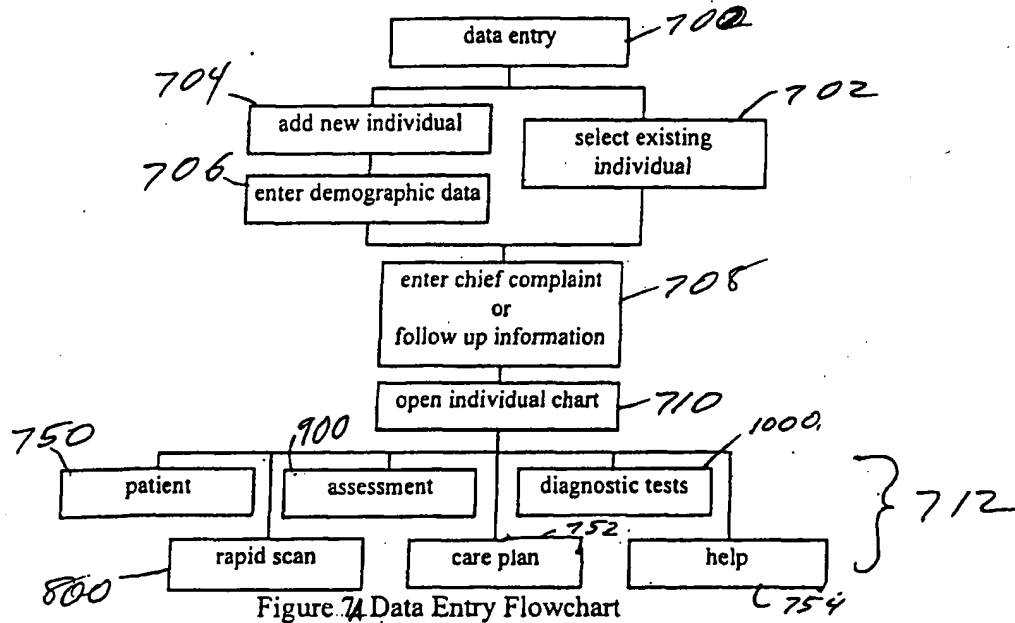 data entry
704
702
add new individual
select existing
individual
706
enter demographic data
enter chief complaint
or
follow up information
708
open individual chart
710
750
900
1000
patient
assessment
diagnostic tests
712
752
rapid scan
care plan
help
800
754
Figure 7A Data Entry Flowchart